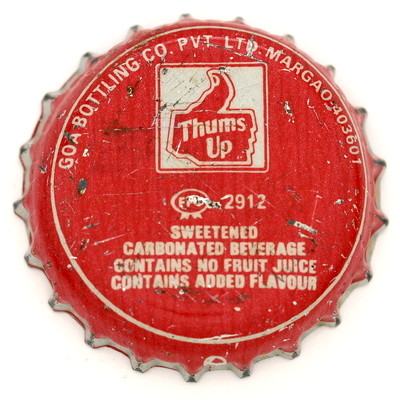 GOA BOTTLING CO. PVT. LTD. MARGAO-403601
Thums
Up
2912
SWEETENED
CARBONATED BEVERAGE
CONTAINS NO FRUIT JUICE
CONTAINS ADDED FLAVOUR